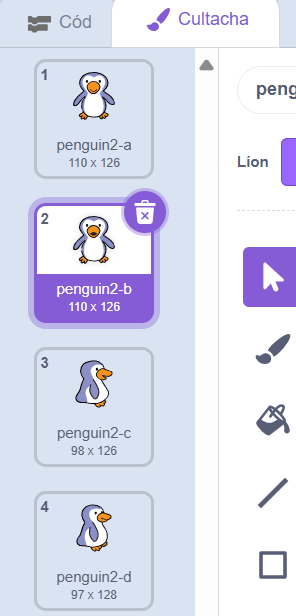 Cód
Cultacha
1
penguin2-a
110 x 126
2
penguin2-b
110 x 126
3
penguin2-c
98 x 126
4
penguin2-d
97 x 128
peng
Líon